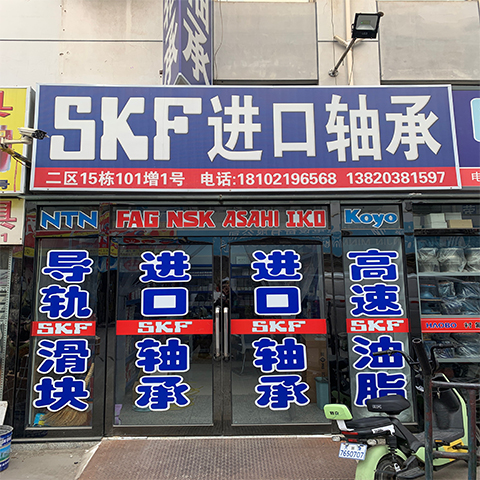 SKF进口轴承
二区15栋101增1号 电话:18102196568 13820381597
NTN
FAG NSK ASAHI IKO
Koyo
导轨
SKF
滑块
进口
SKF
轴承
进口
SKF
轴承
高速
SKF
油脂
7650707